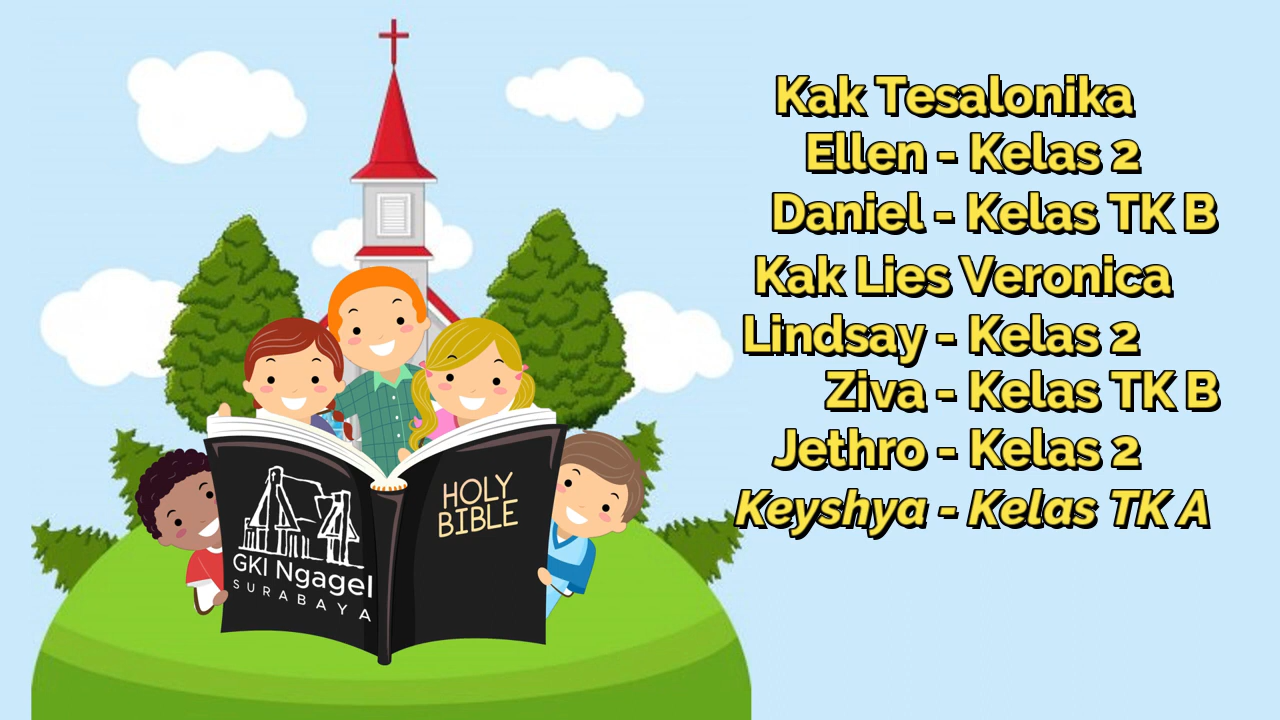 Kak Tesalonika
Ellen - Kelas 2
Daniel - Kelas TK B
Kak Lies Veronica
Lindsay - Kelas 2
Ziva - Kelas TK B
Jethro - Kelas 2
Keyshya - Kelas TK A
GKI Ngagel
SURABAYA
HOLY
BIBLE